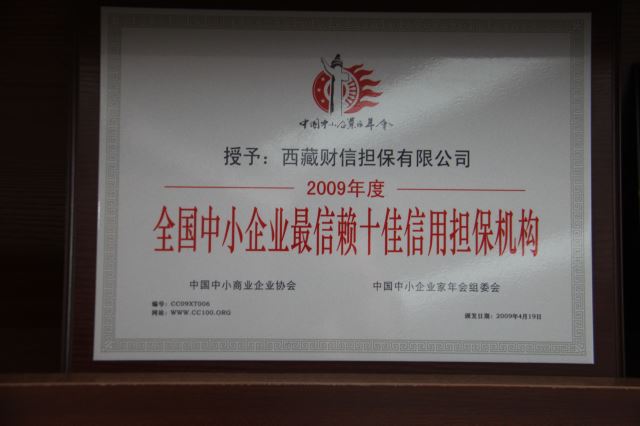 中国中小企业家年会
授予：西藏财信担保有限公司
2009年度
全国中小企业最信赖十佳信用担保机构
中国中小商业企业协会 中国中小企业家年会组委会
编号：CC09XT006
网站：WWW.CC100.ORG 颁发日期：2009年4月19日